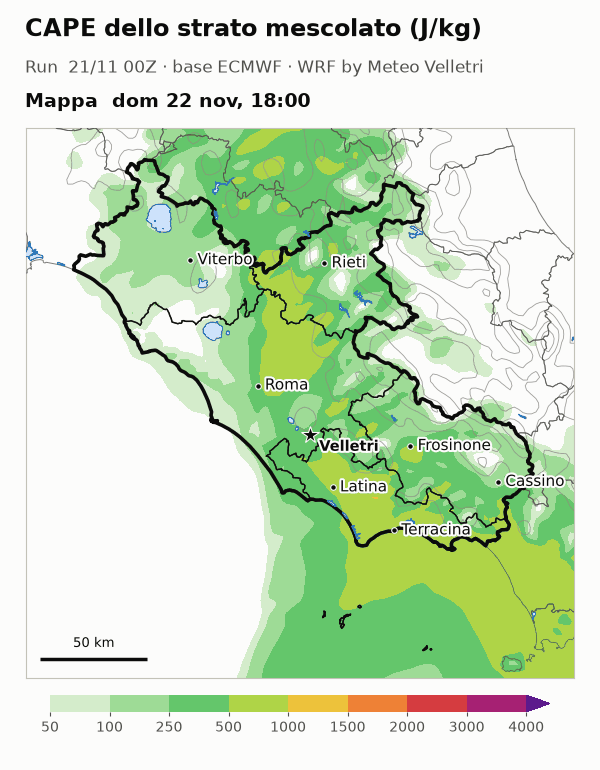 CAPE dello strato mescolato (J/kg)
Run  21/11 00Z · base ECMWF · WRF by Meteo Velletri
Mappa  dom 22 nov, 18:00
Viterbo
Rieti
Roma
Velletri
Frosinone
Cassino
Latina
Terracina
50 km
50 100 250 500 1000 1500 2000 3000 4000